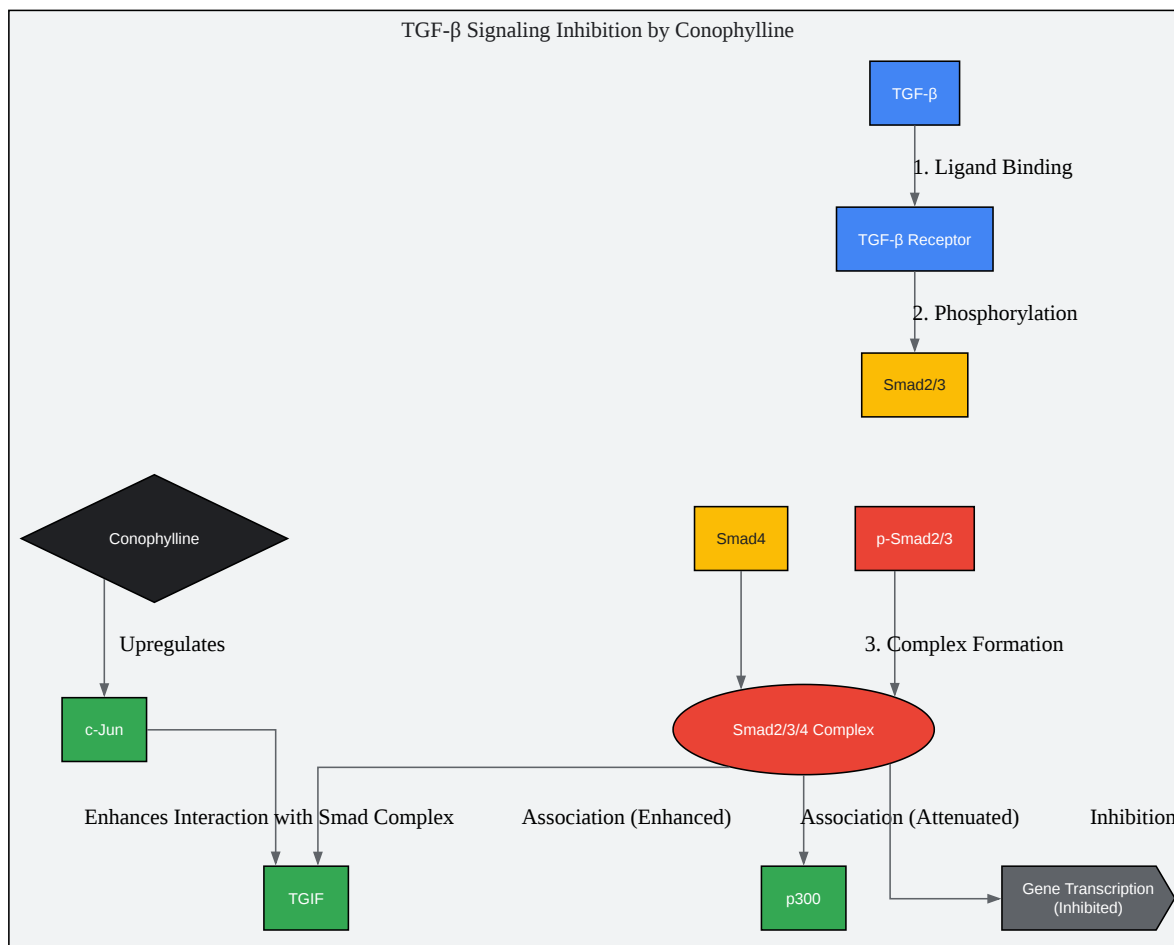 TGF-β Signaling Inhibition by Conophylline
TGF-β
1. Ligand Binding
TGF-β Receptor
2. Phosphorylation
Smad2/3
Conophylline
Smad4
p-Smad2/3
Upregulates
3. Complex Formation
c-Jun
Smad2/3/4 Complex
Enhances Interaction with Smad Complex
Association (Enhanced)
Association (Attenuated)
Inhibition
TGIF
p300
Gene Transcription
(Inhibited)